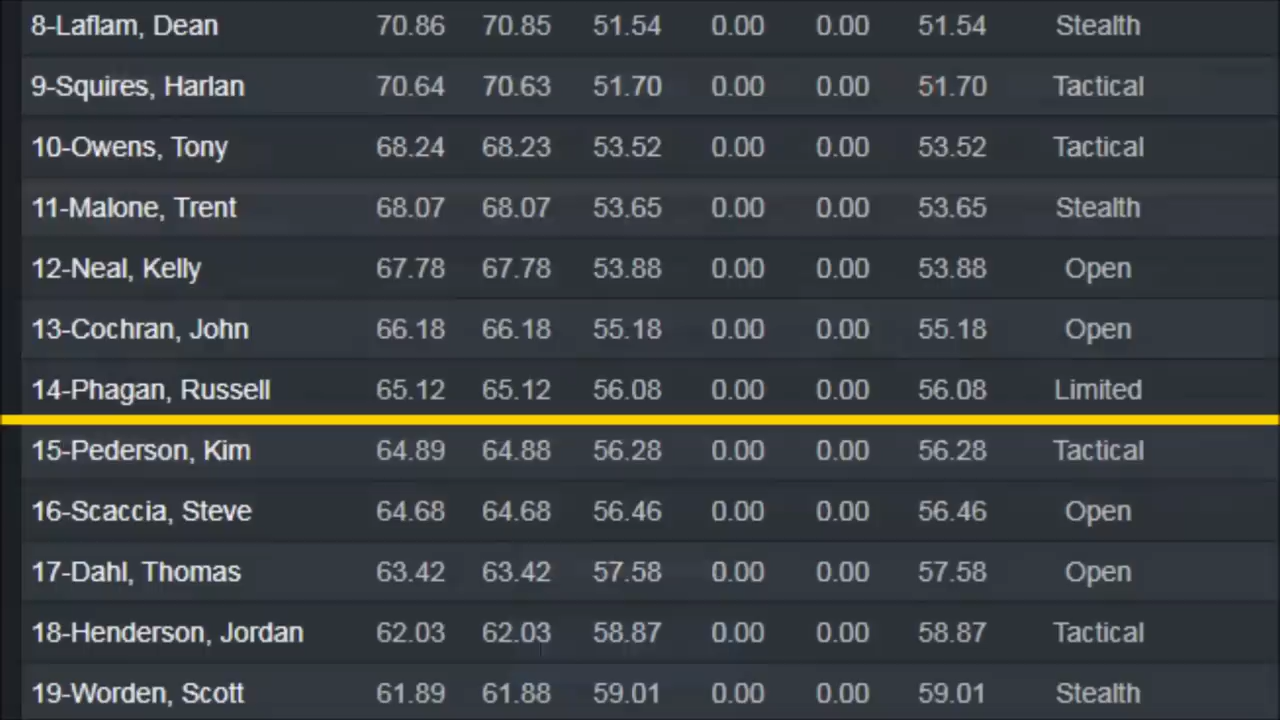 8-Laflam, Dean 70.86 70.85 51.54 0.00 0.00 51.54 Stealth
9-Squires, Harlan 70.64 70.63 51.70 0.00 0.00 51.70 Tactical
10-Owens, Tony 68.24 68.23 53.52 0.00 0.00 53.52 Tactical
11-Malone, Trent 68.07 68.07 53.65 0.00 0.00 53.65 Stealth
12-Neal, Kelly 67.78 67.78 53.88 0.00 0.00 53.88 Open
13-Cochran, John 66.18 66.18 55.18 0.00 0.00 55.18 Open
14-Phagan, Russell 65.12 65.12 56.08 0.00 0.00 56.08 Limited
15-Pederson, Kim 64.89 64.88 56.28 0.00 0.00 56.28 Tactical
16-Scaccia, Steve 64.68 64.68 56.46 0.00 0.00 56.46 Open
17-Dahl, Thomas 63.42 63.42 57.58 0.00 0.00 57.58 Open
18-Henderson, Jordan 62.03 62.03 58.87 0.00 0.00 58.87 Tactical
19-Worden, Scott 61.89 61.88 59.01 0.00 0.00 59.01 Stealth